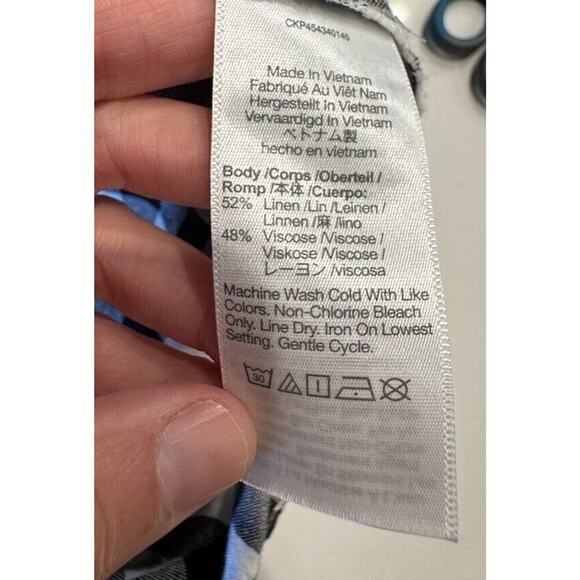 CKP454340145
Made In Vietnam
Fabriqué Au Viêt Nam
Hergestellt In Vietnam
Vervaardigd In Vietnam
ベトナム製
hecho en vietnam
Body /Corps /Oberteil /
Romp /本体 /Cuerpo:
52% Linen /Lin /Leinen /
Linnen /麻 /lino
48% Viscose /Viscose /
Viskose /Viscose /
レーヨン /viscosa
Machine Wash Cold With Like
Colors. Non-Chlorine Bleach
Only. Line Dry. Iron On Lowest
Setting. Gentle Cycle.
30